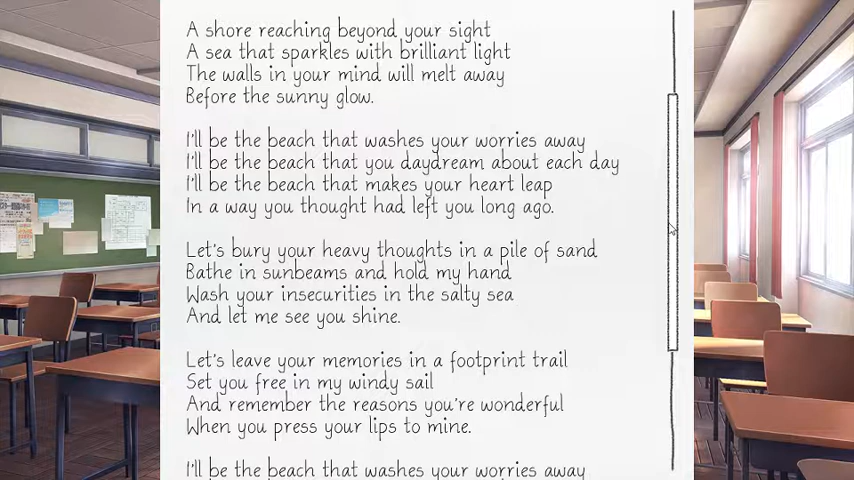 A shore reaching beyond your sight
A sea that sparkles with brilliant light
The walls in your mind will melt away
Before the sunny glow.
I'll be the beach that washes your worries away
I'll be the beach that you daydream about each day
I'll be the beach that makes your heart leap
In a way you thought had left you long ago.
Let's bury your heavy thoughts in a pile of sand
Bathe in sunbeams and hold my hand
Wash your insecurities in the salty sea
And let me see you shine.
Let's leave your memories in a footprint trail
Set you free in my windy sail
And remember the reasons you're wonderful
When you press your lips to mine.
I'll be the beach that washes your worries away